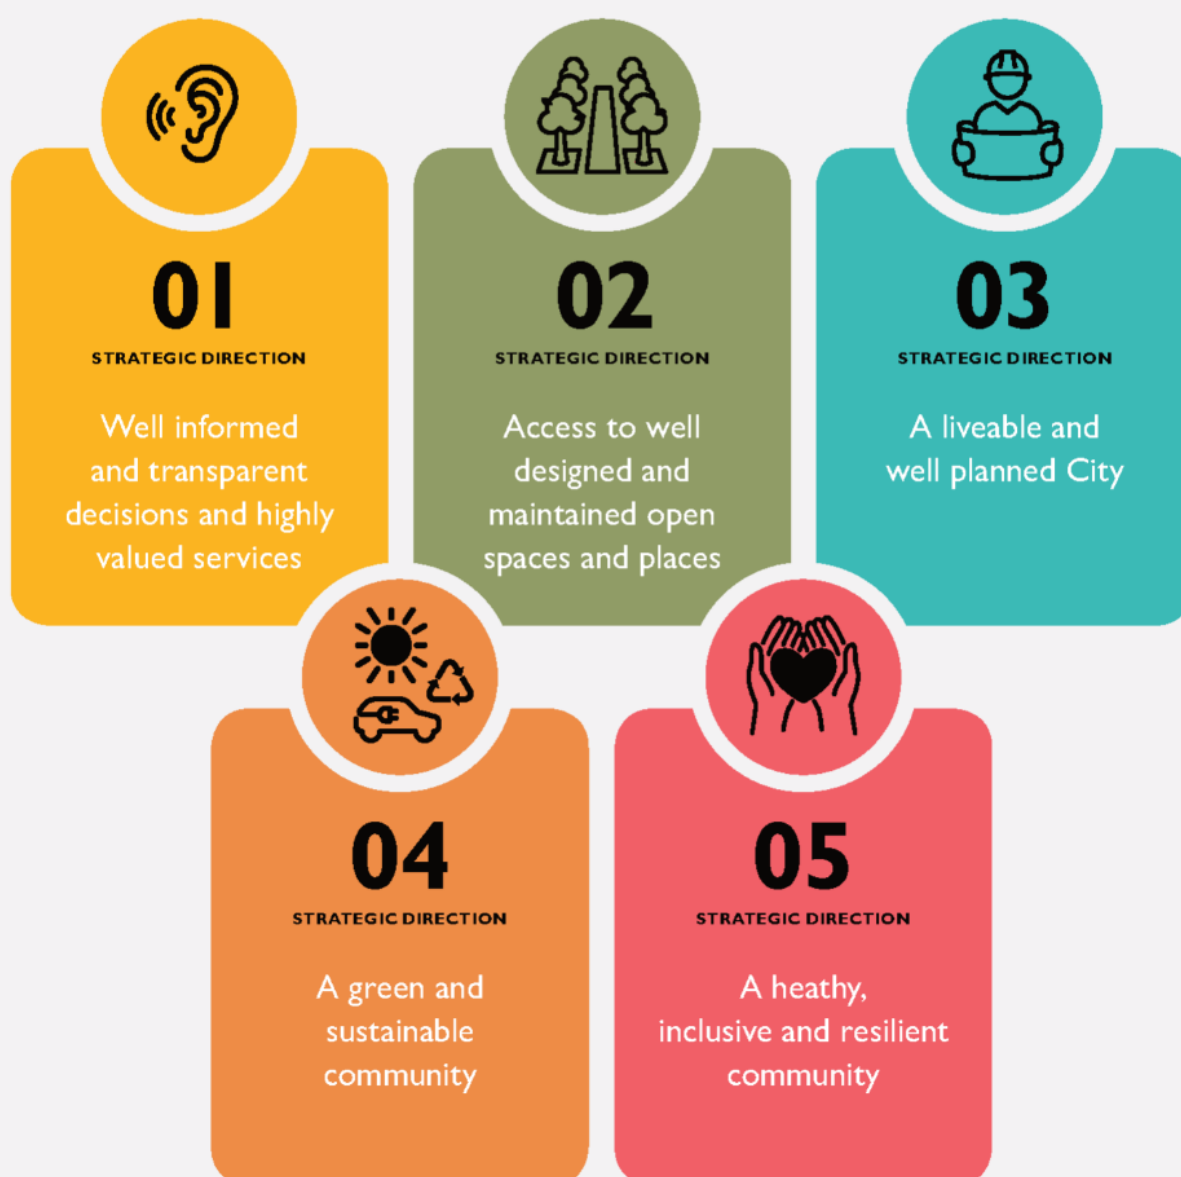 01
STRATEGIC DIRECTION
Well informed
and transparent
decisions and highly
valued services
02
STRATEGIC DIRECTION
Access to well
designed and
maintained open
spaces and places
03
STRATEGIC DIRECTION
A liveable and
well planned City
04
STRATEGIC DIRECTION
A green and
sustainable
community
05
STRATEGIC DIRECTION
A heathy,
inclusive and resilient
community